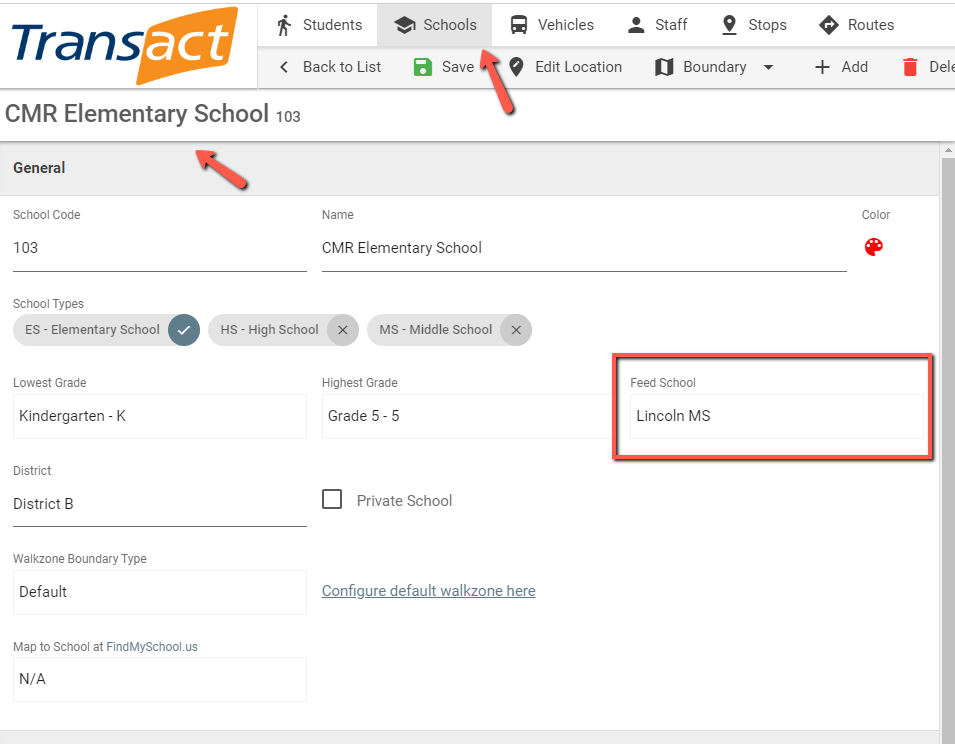 Transact
Students Schools Vehicles Staff Stops Routes
Back to List Save Edit Location Boundary Add Dele
CMR Elementary School 103
General
School Code Name Color
103 CMR Elementary School
School Types
ES - Elementary School HS - High School MS - Middle School
Lowest Grade Highest Grade Feed School
Kindergarten - K Grade 5 - 5 Lincoln MS
District
District B Private School
Walkzone Boundary Type
Default Configure default walkzone here
Map to School at FindMySchool.us
N/A